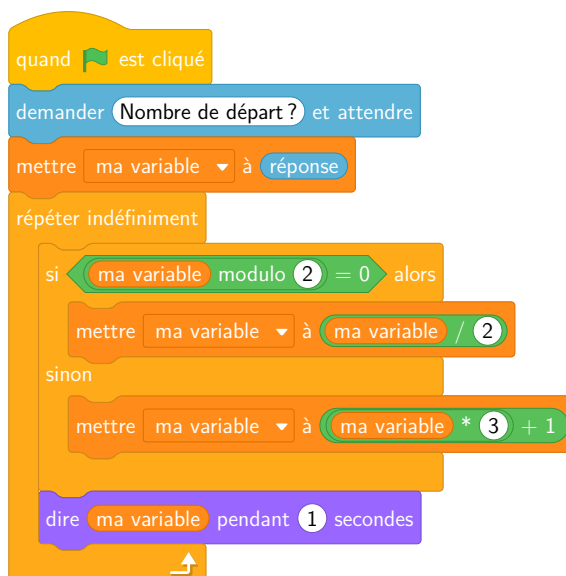 quand est cliqué
demander Nombre de départ ? et attendre
mettre ma variable à réponse
répéter indéfiniment
si ma variable modulo 2 = 0 alors
mettre ma variable à ma variable / 2
sinon
mettre ma variable à ma variable * 3 + 1
dire ma variable pendant 1 secondes